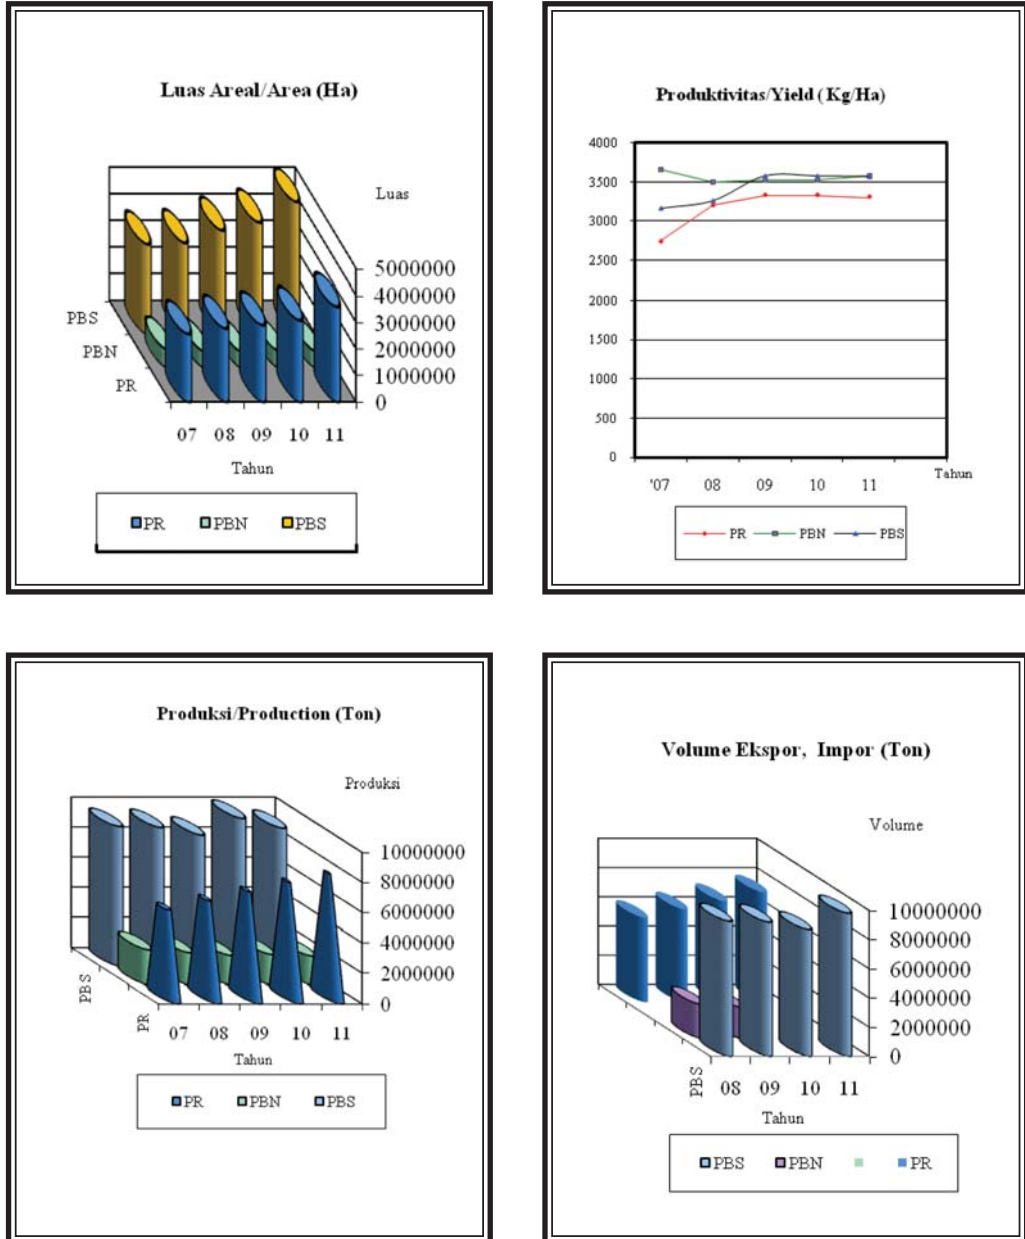 Luas Areal/Area (Ha)
Luas
5000000
4000000
3000000
2000000
1000000
0
PBS
PBN
PR
07 08 09 10 11
Tahun
PR PBN PBS
Produktivitas/Yield ( Kg/Ha)
4000
3500
3000
2500
2000
1500
1000
500
0
'07 08 09 10 11
Tahun
PR PBN PBS
Produksi/Production (Ton)
Produksi
10000000
8000000
6000000
4000000
2000000
0
PBS
PR
07 08 09 10 11
Tahun
PR PBN PBS
Volume Ekspor, Impor (Ton)
Volume
10000000
8000000
6000000
4000000
2000000
0
PBS
08 09 10 11
Tahun
PBS PBN PR